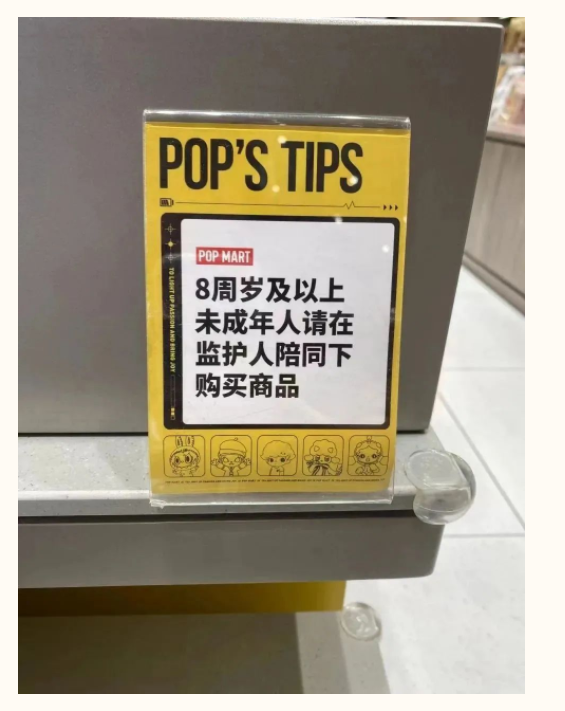 POP'S TIPS
POP MART
8周岁及以上
未成年人请在
监护人陪同下
购买商品
TO LIGHT UP PASSION AND BRING JOY